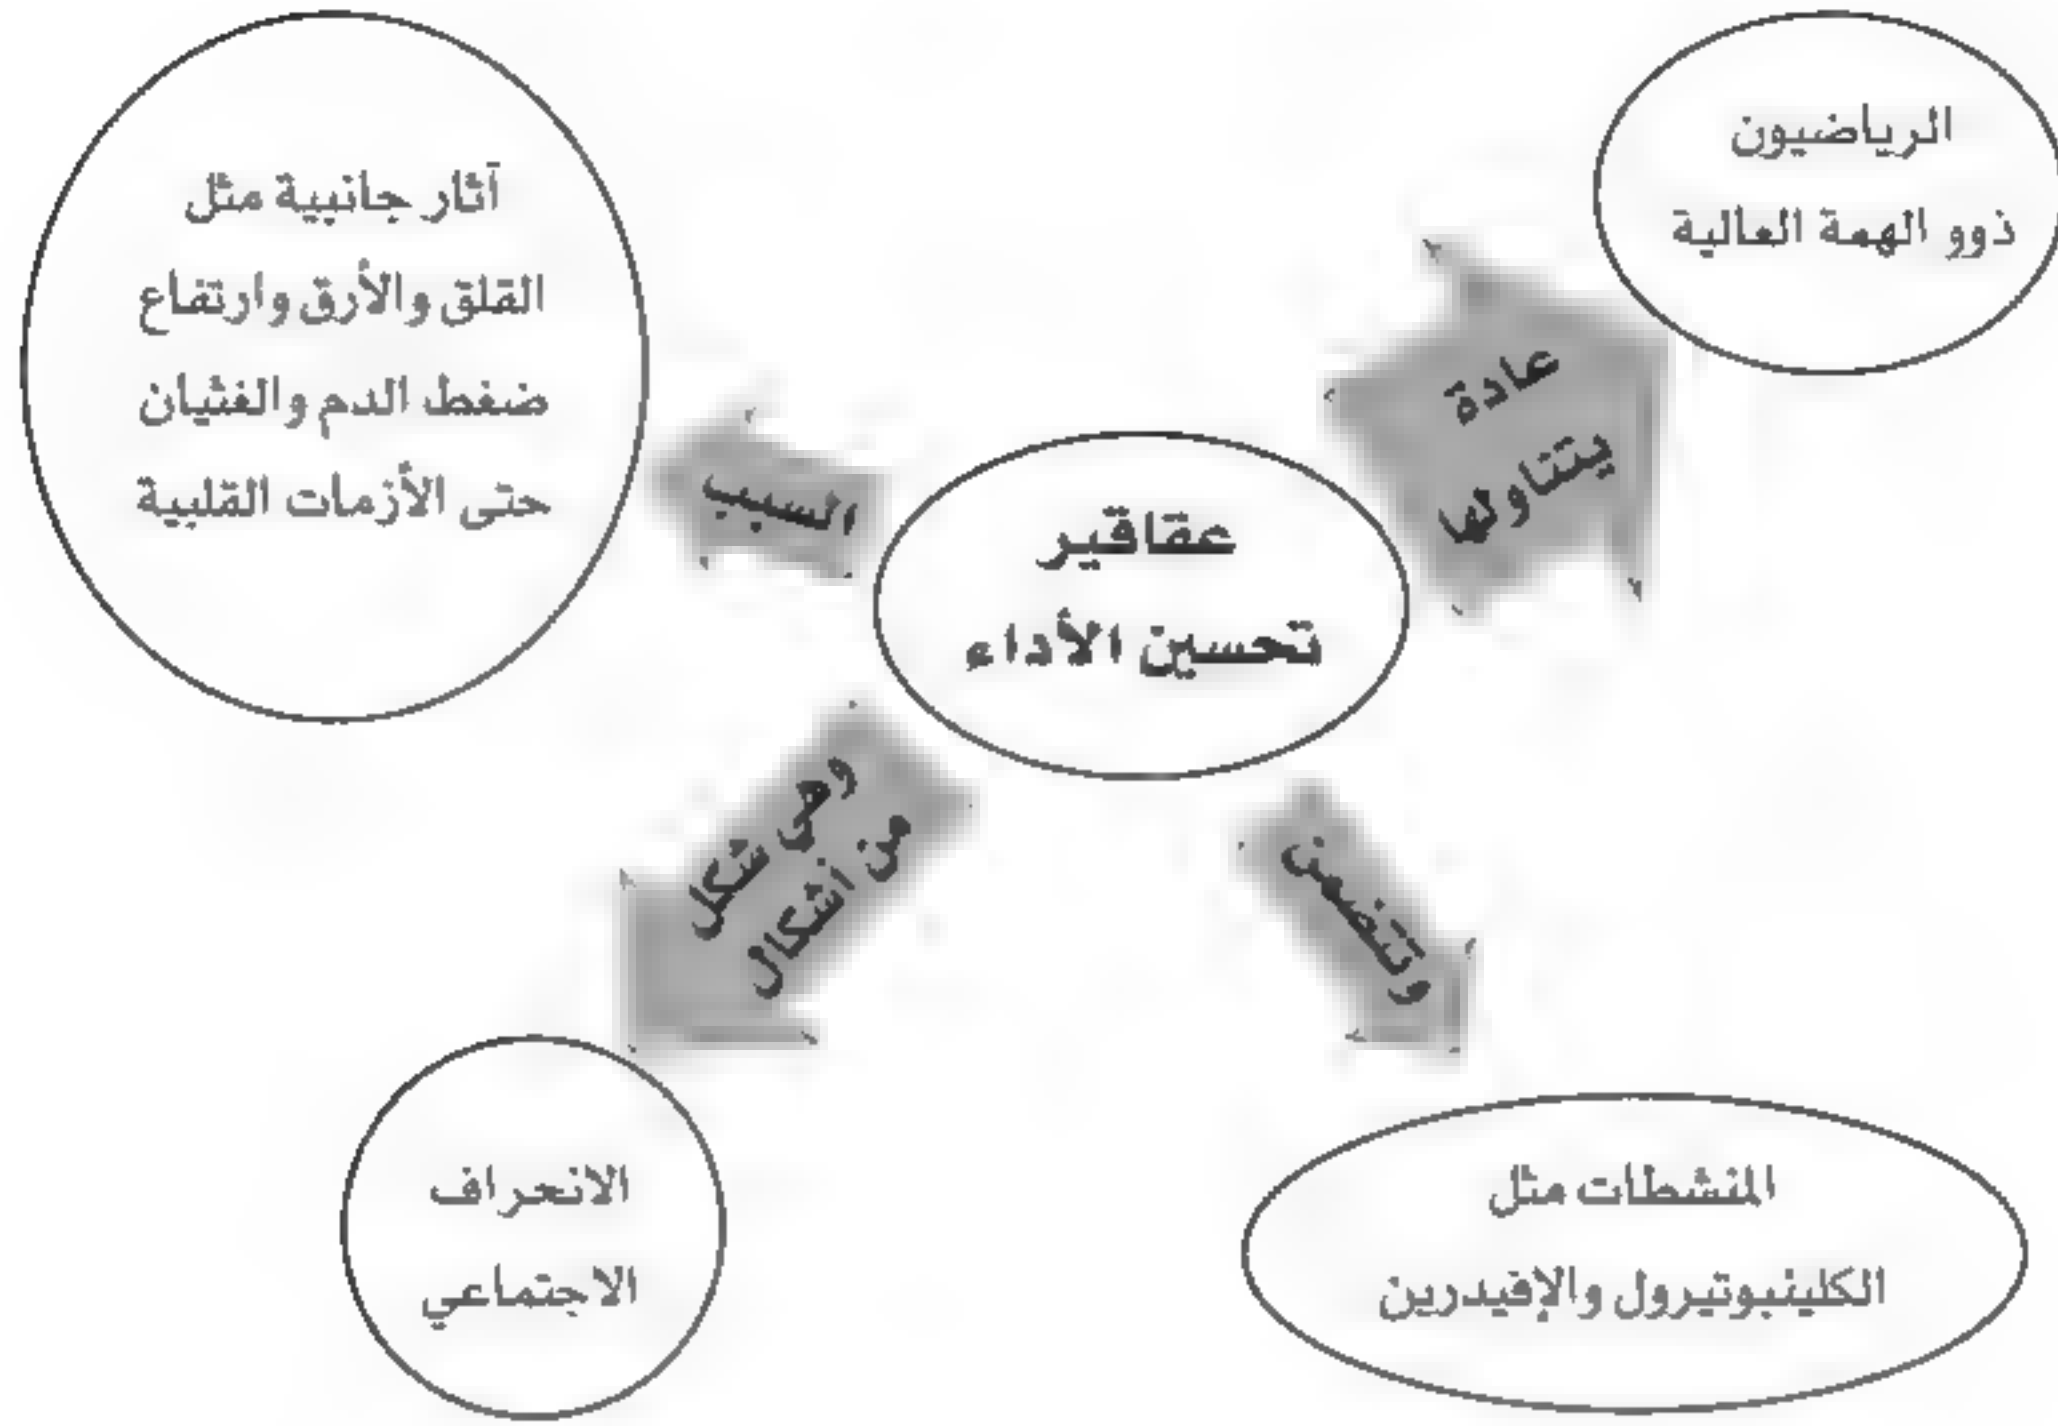 الرياضيون
ذوو الهمة العالية
عادة
يتناولها
آثار جانبية مثل
القلق والأرق وارتفاع
ضغط الدم والغثيان
حتى الأزمات القلبية
السبب
عقاقير
تحسين الأداء
وهي شكل
من أشكال
وتتضمن
الانحراف
الاجتماعي
المنشطات مثل
الكلينبوتيرول والإفيدرين